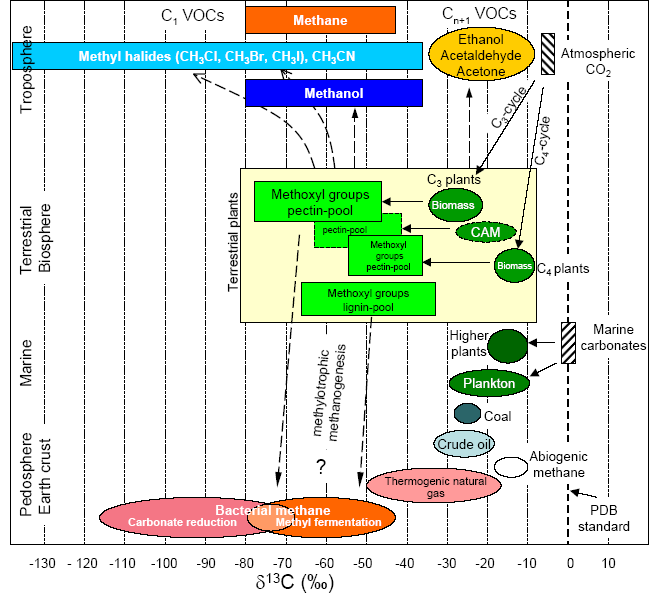 C1 VOCs
Cn+1 VOCs
Methane
Methyl halides (CH3Cl, CH3Br, CH3I), CH3CN
Methanol
Ethanol
Acetaldehyde
Acetone
Atmospheric
CO2
Troposphere
C3-cycle
C4-cycle
Terrestrial
Biosphere
Terrestrial plants
C3 plants
Methoxyl groups
pectin-pool
Biomass
pectin-pool
CAM
Methoxyl
groups
pectin-pool
Biomass
C4 plants
Methoxyl groups
lignin-pool
Marine
Higher
plants
Marine
carbonates
Plankton
methylotrophic
methanogenesis
?
Coal
Crude oil
Abiogenic
methane
Thermogenic natural
gas
Pedosphere
Earth crust
Bacterial methane
Carbonate reduction
Methyl fermentation
PDB
standard
-130 - 120 -110 -100 -90 -80 -70 -60 -50 -40 -30 -20 -10 0 10
δ13C (‰)